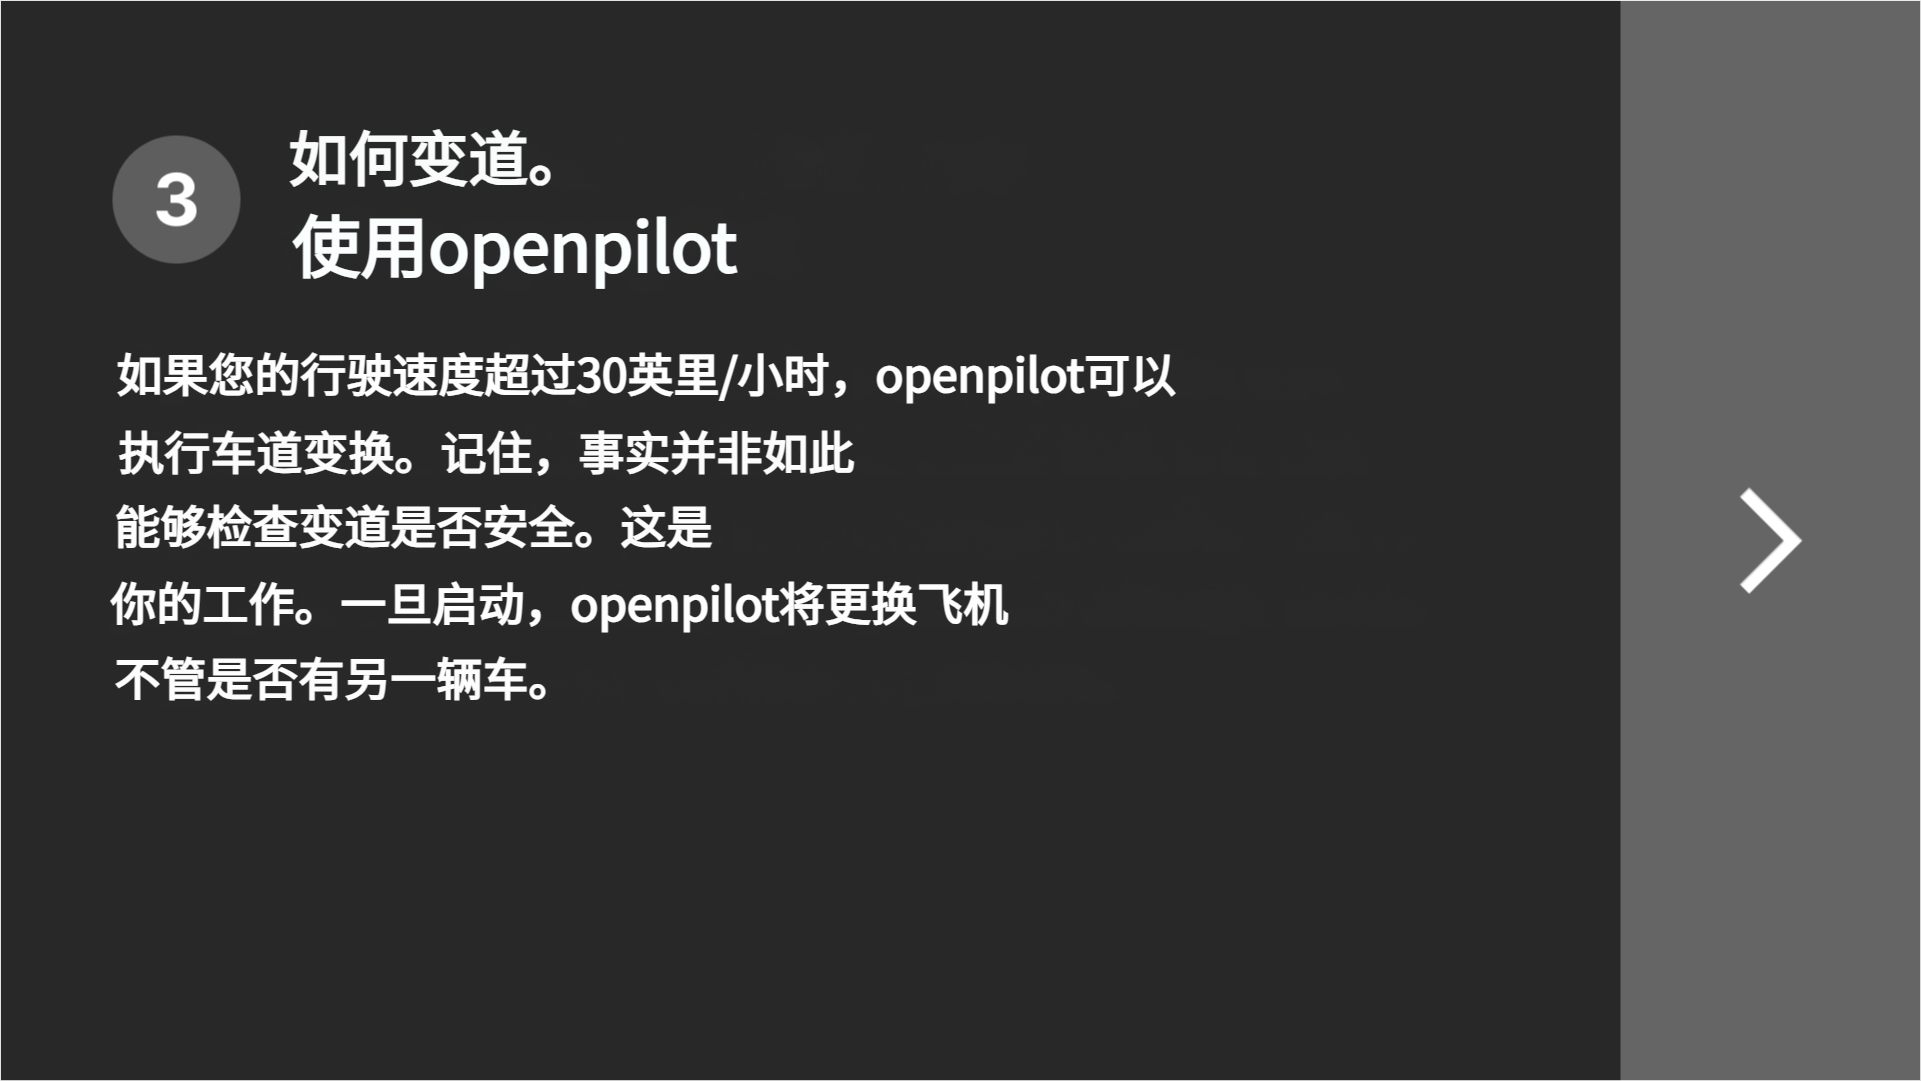 3
如何变道。
使用openpilot
如果您的行驶速度超过30英里/小时，openpilot可以
执行车道变换。记住，事实并非如此
能够检查变道是否安全。这是
你的工作。一旦启动，openpilot将更换飞机
不管是否有另一辆车。